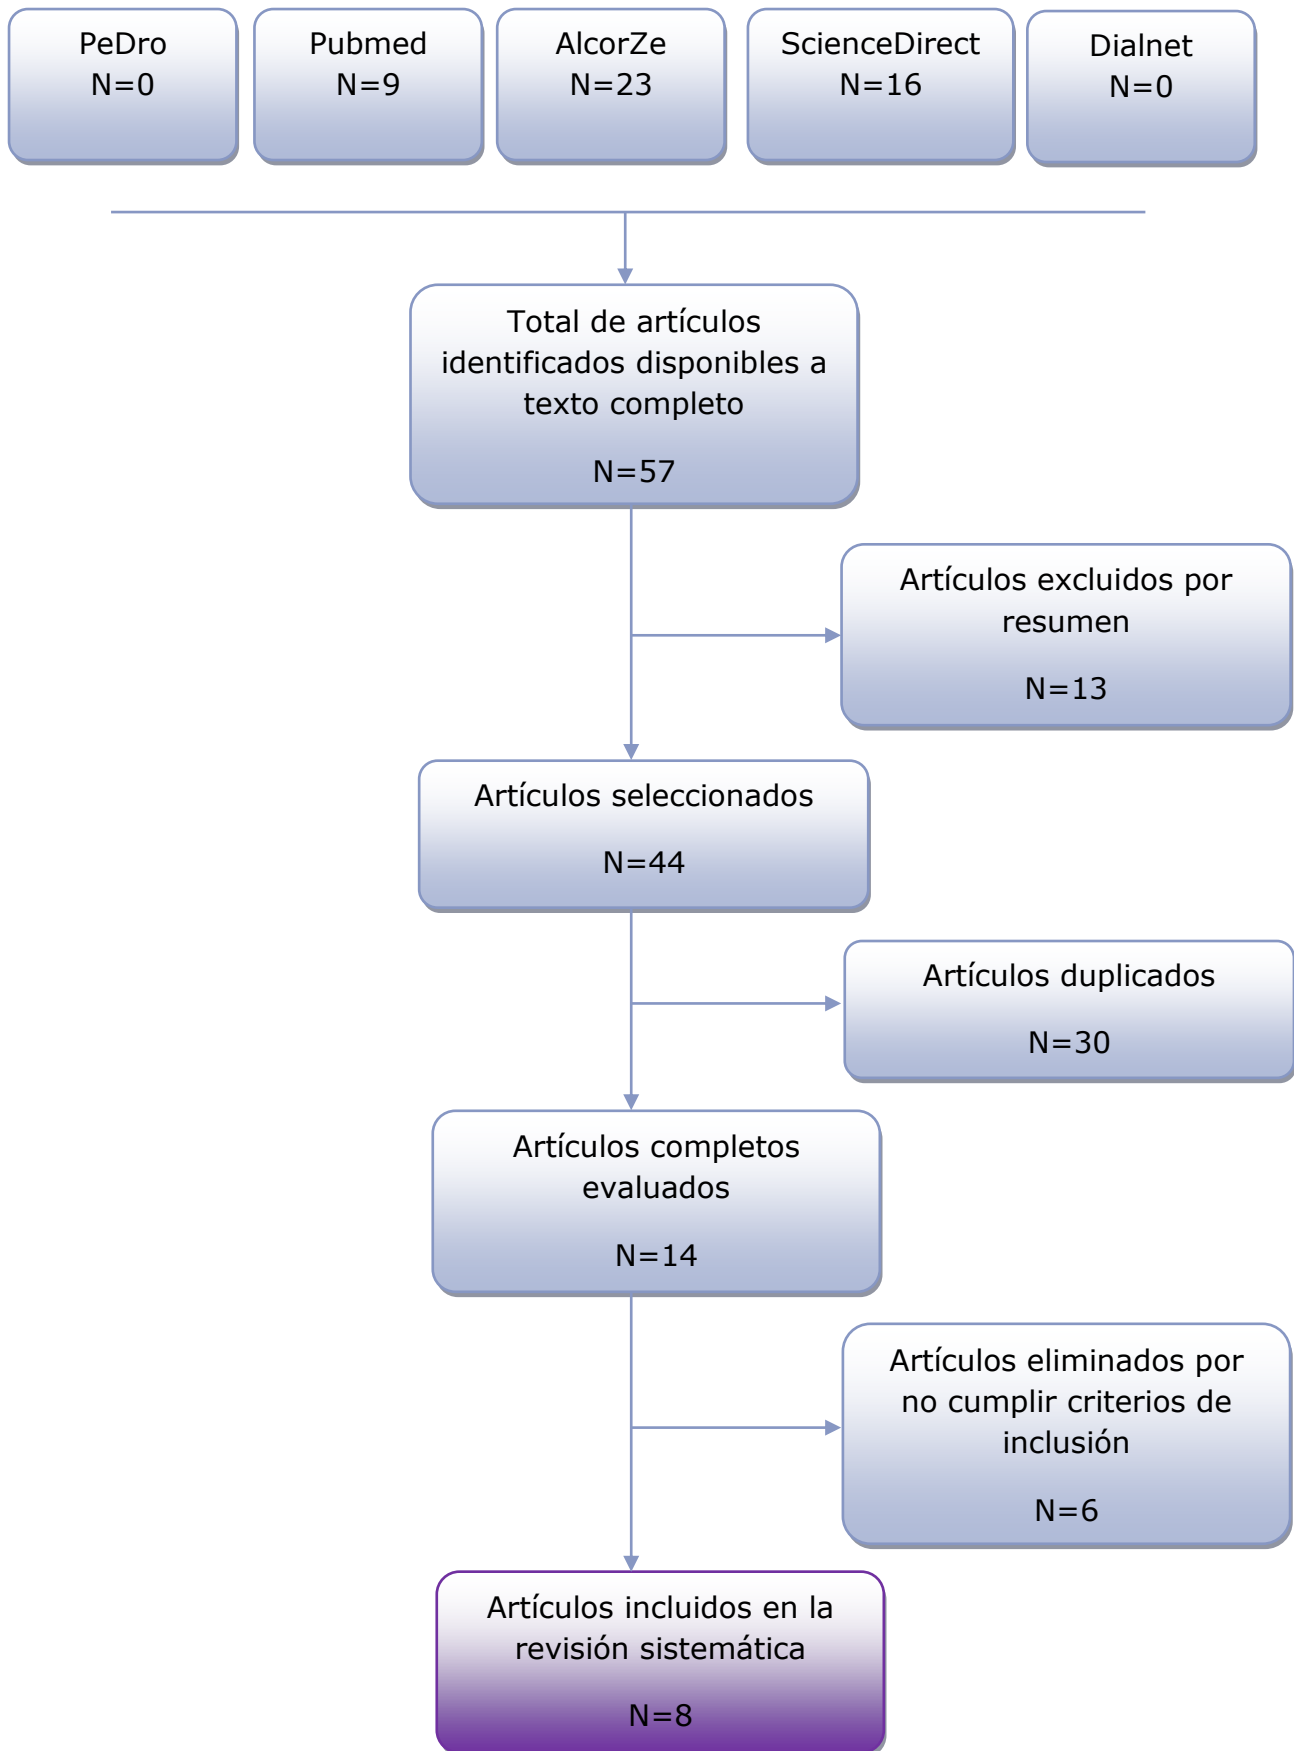 PeDro
N=0
Pubmed
N=9
AlcorZe
N=23
ScienceDirect
N=16
Dialnet
N=0
Total de artículos
identificados disponibles a
texto completo
N=57
Artículos excluidos por
resumen
N=13
Artículos seleccionados
N=44
Artículos duplicados
N=30
Artículos completos
evaluados
N=14
Artículos eliminados por
no cumplir criterios de
inclusión
N=6
Artículos incluidos en la
revisión sistemática
N=8